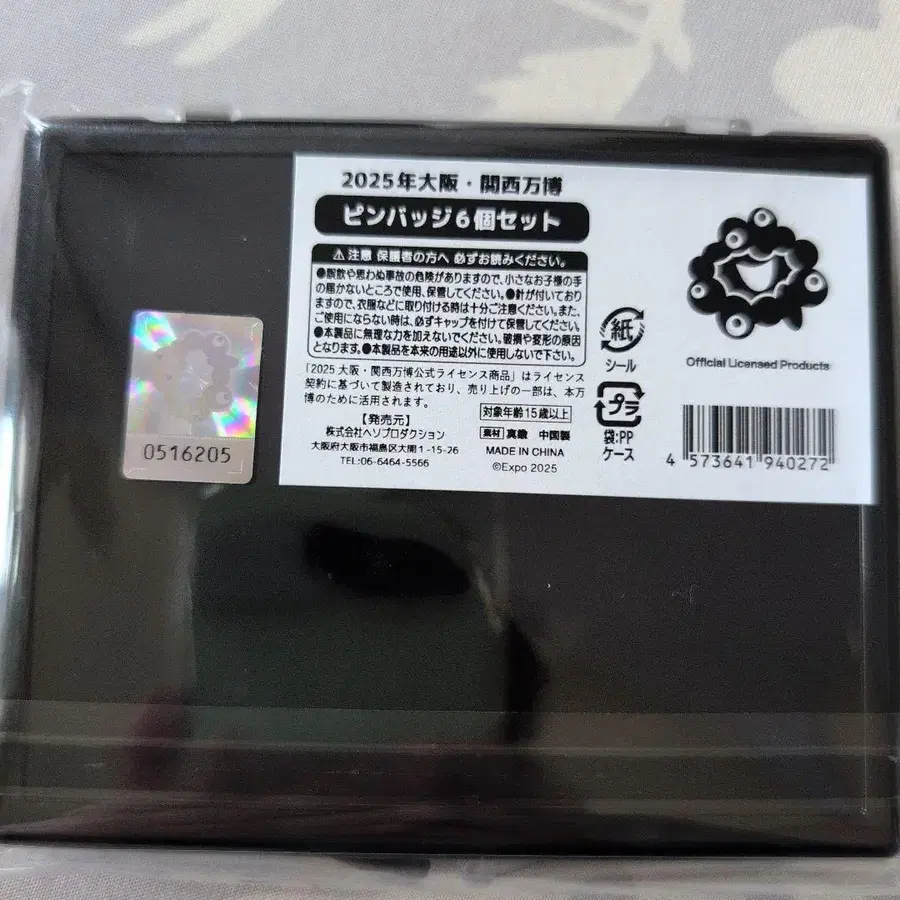 2025年大阪・関西万博
ピンバッジ6個セット
⚠注意 保護者の方へ 必ずお読みください。
●誤飲や思わぬ事故の危険がありますので、小さなお子様の手
の届かないところで使用、保管してください。●針が付いており
ますので、衣服などに取り付ける時は十分ご注意ください。また、
ご使用にならない時は、必ずキャップを付けて保管してください。
●本製品に無理な力を加えないでください。破損や変形の原因
となります。●本製品を本来の用途以外に使用しないで下さい。
「2025 大阪・関西万博公式ライセンス商品」はライセンス
契約に基づいて製造されており、売り上げの一部は、本万
博のために活用されます。
【発売元】
株式会社ヘソプロダクション
大阪府大阪市福島区大開1-15-26
TEL:06-6464-5566
対象年齢15歳以上
素材 真鍮 中国製
MADE IN CHINA
©Expo 2025
紙
シール
プラ
袋:PP
ケース
Official Licensed Products
4 573641 940272
0516205